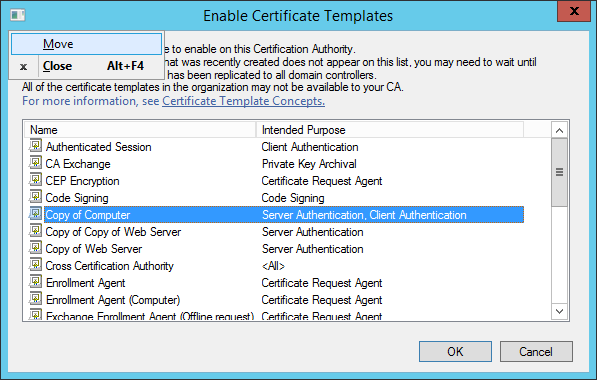 Enable Certificate Templates
Move
x Close Alt+F4
e to enable on this Certification Authority.
hat was recently created does not appear on this list, you may need to wait until
has been replicated to all domain controllers.
All of the certificate templates in the organization may not be available to your CA.
For more information, see Certificate Template Concepts.
Name Intended Purpose
Authenticated Session Client Authentication
CA Exchange Private Key Archival
CEP Encryption Certificate Request Agent
Code Signing Code Signing
Copy of Computer Server Authentication, Client Authentication
Copy of Copy of Web Server Server Authentication
Copy of Web Server Server Authentication
Cross Certification Authority <All>
Enrollment Agent Certificate Request Agent
Enrollment Agent (Computer) Certificate Request Agent
Exchange Enrollment Agent (Offline request) Certificate Request Agent
OK Cancel